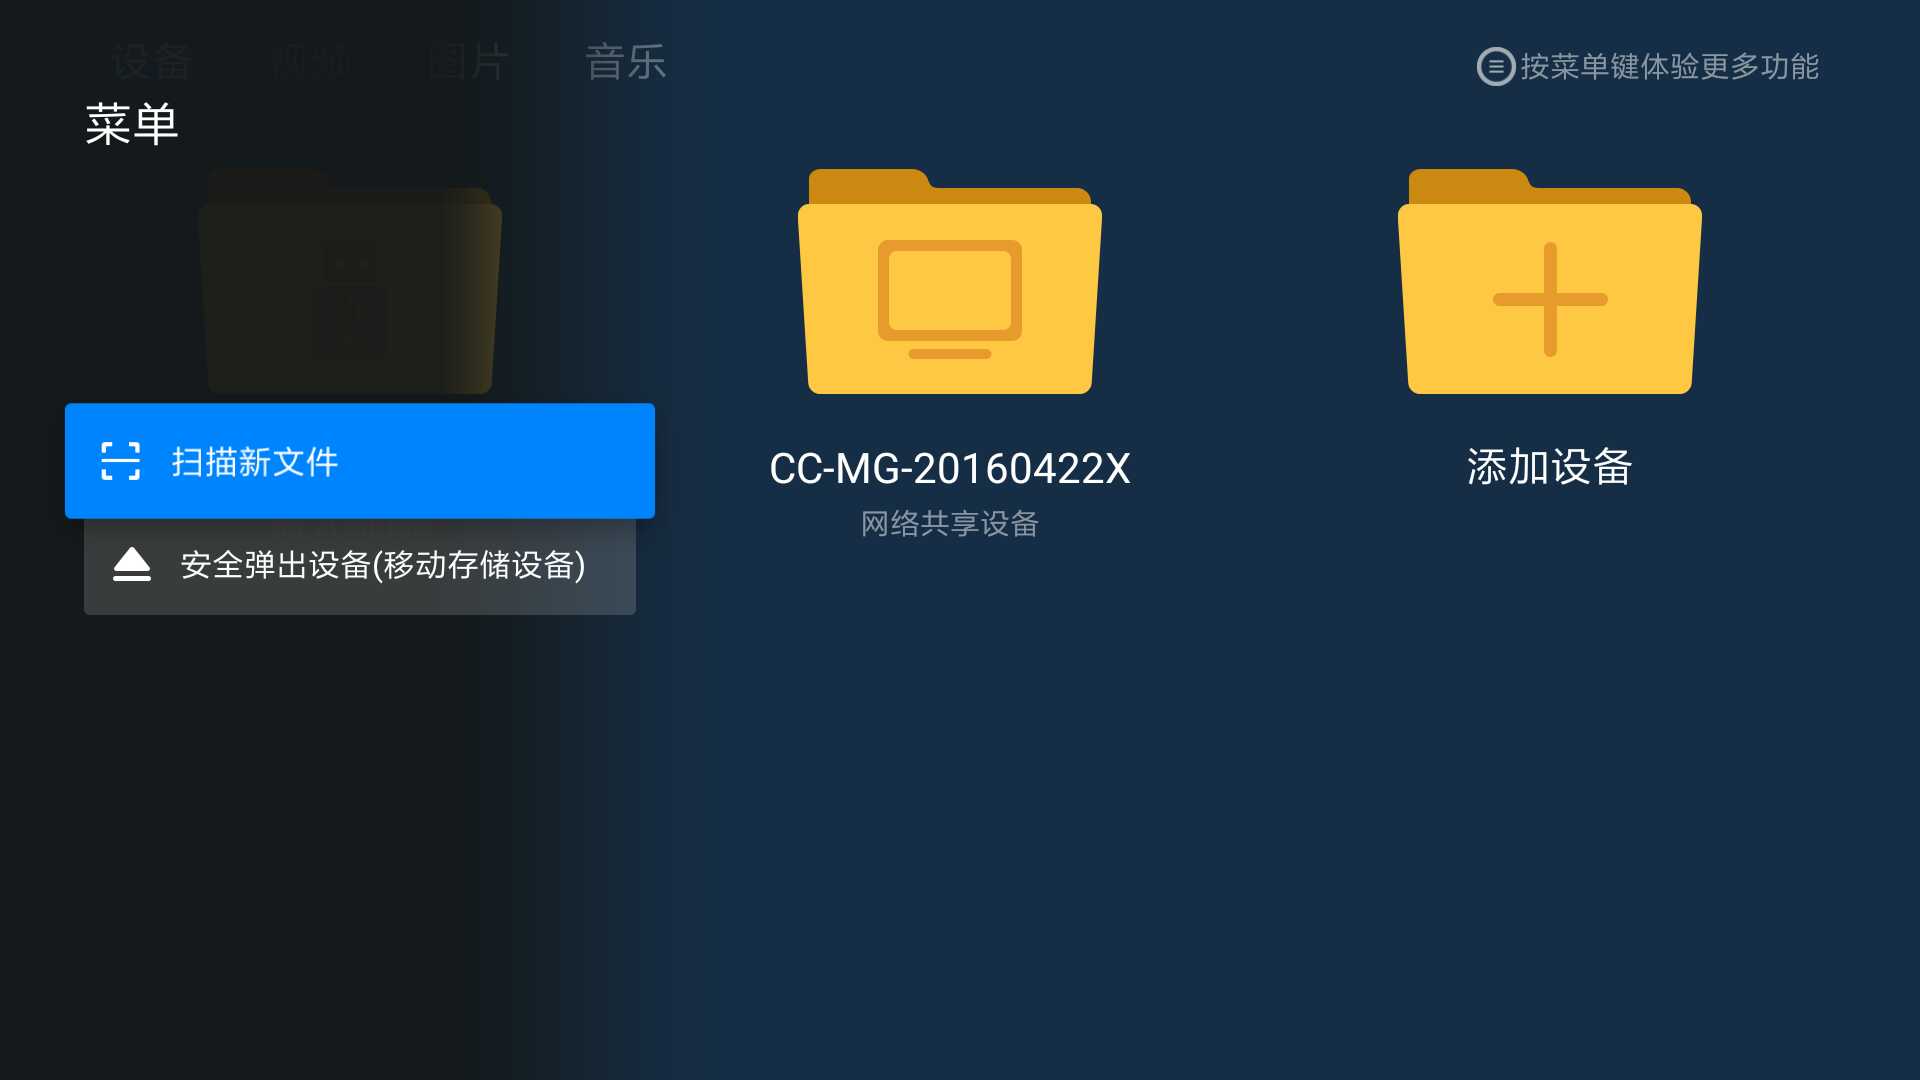 设备 视频 图片 音乐
按菜单键体验更多功能
菜单
扫描新文件
安全弹出设备(移动存储设备)
CC-MG-20160422X
网络共享设备
添加设备